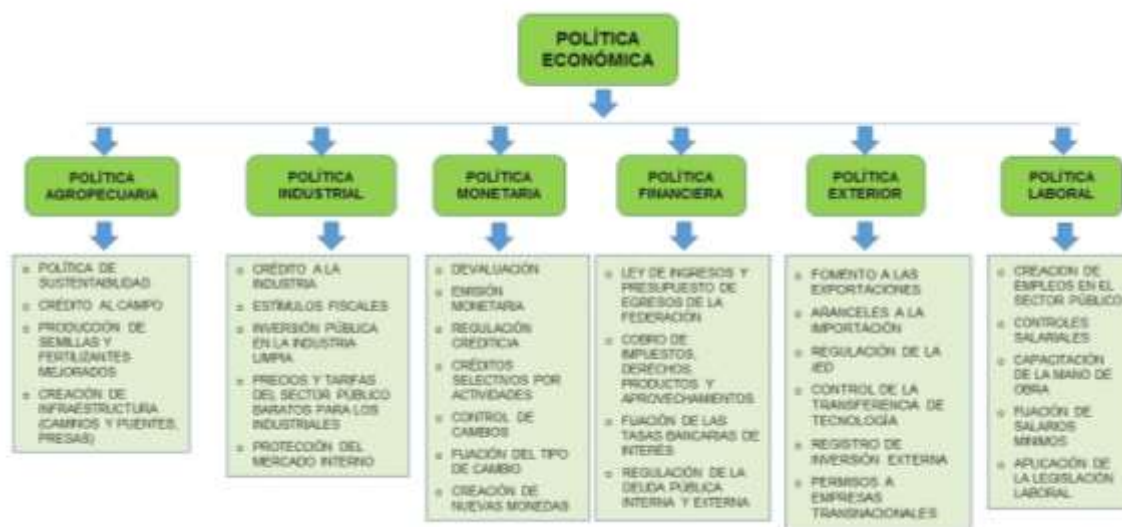 POLÍTICA
ECONÓMICA
POLÍTICA
AGROPECUARIA
POLÍTICA DE
SUSTENTABILIDAD
CRÉDITO AL CAMPO
PRODUCCIÓN DE
SEMILLAS Y
FERTILIZANTES
MEJORADOS
CREACIÓN DE
INFRAESTRUCTURA
(CAMINOS Y PUENTES,
PRESAS)
POLÍTICA
INDUSTRIAL
CRÉDITO A LA
INDUSTRIA
ESTÍMULOS FISCALES
INVERSIÓN PÚBLICA
EN LA INDUSTRIA
LIMPIA
PRECIOS Y TARIFAS
DEL SECTOR PÚBLICO
BARATOS PARA LOS
INDUSTRIALES
PROTECCIÓN DEL
MERCADO INTERNO
POLÍTICA
MONETARIA
DEVALUACIÓN
EMISIÓN
MONETARIA
REGULACIÓN
CREDITICIA
CRÉDITOS
SELECTIVOS POR
ACTIVIDADES
CONTROL DE
CAMBIOS
FIJACIÓN DEL TIPO
DE CAMBIO
CREACIÓN DE
NUEVAS MONEDAS
POLÍTICA
FINANCIERA
LEY DE INGRESOS Y
PRESUPUESTO DE
EGRESOS DE LA
FEDERACIÓN
COBRO DE
IMPUESTOS,
DERECHOS,
PRODUCTOS Y
APROVECHAMIENTOS
FIJACIÓN DE LAS
TASAS BANCARIAS DE
INTERÉS
REGULACIÓN DE LA
DEUDA PÚBLICA
INTERNA Y EXTERNA
POLÍTICA
EXTERIOR
FOMENTO A LAS
EXPORTACIONES
ARANCELES A LA
IMPORTACIÓN
REGULACIÓN DE LA
IED
CONTROL DE LA
TRANSFERENCIA DE
TECNOLOGÍA
REGISTRO DE
INVERSIÓN EXTERNA
PERMISOS A
EMPRESAS
TRANSNACIONALES
POLÍTICA
LABORAL
CREACION DE
EMPLEOS EN EL
SECTOR PÚBLICO
CONTROLES
SALARIALES
CAPACITACIÓN
DE LA MANO DE
OBRA
FIJACIÓN DE
SALARIOS
MÍNIMOS
APLICACIÓN DE
LA LEGISLACIÓN
LABORAL